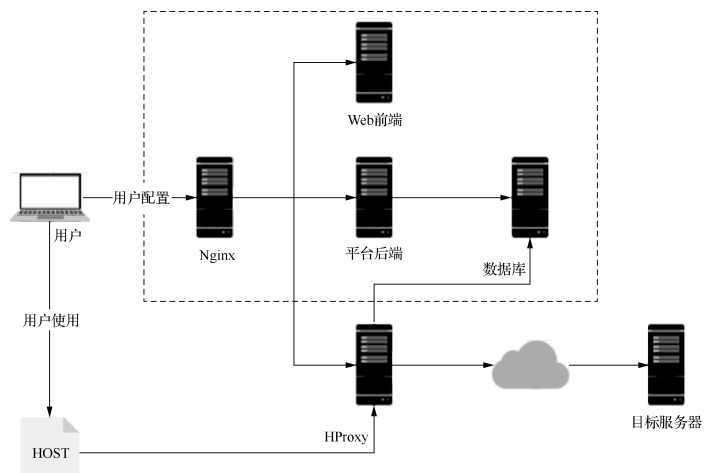 Web前端
用户配置
用户
Nginx
平台后端
数据库
用户使用
HProxy
目标服务器
HOST